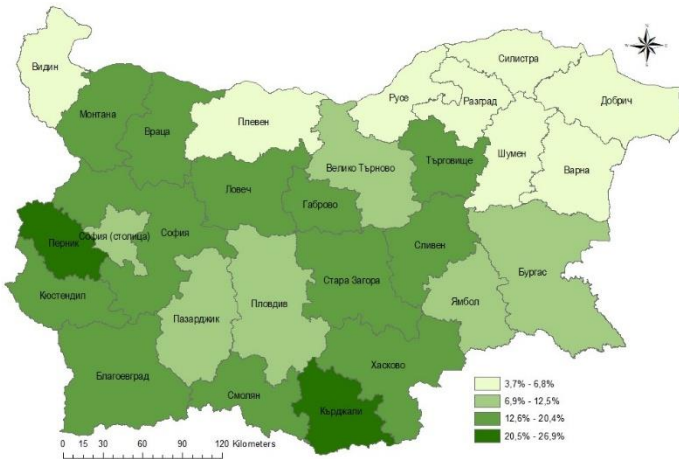 Видин
Силистра
Русе
Разград
Добрич
Монтана
Враца
Плевен
Велико Търново
Търговище
Шумен
Варна
Ловеч
Габрово
Перник
София (столица)
София
Сливен
Бургас
Кюстендил
Стара Загора
Ямбол
Пазарджик
Пловдив
Хасково
Благоевград
Смолян
Кърджали
3,7% - 6,8%
6,9% - 12,5%
12,6% - 20,4%
20,5% - 26,9%
0 15 30 60 90 120 Kilometers